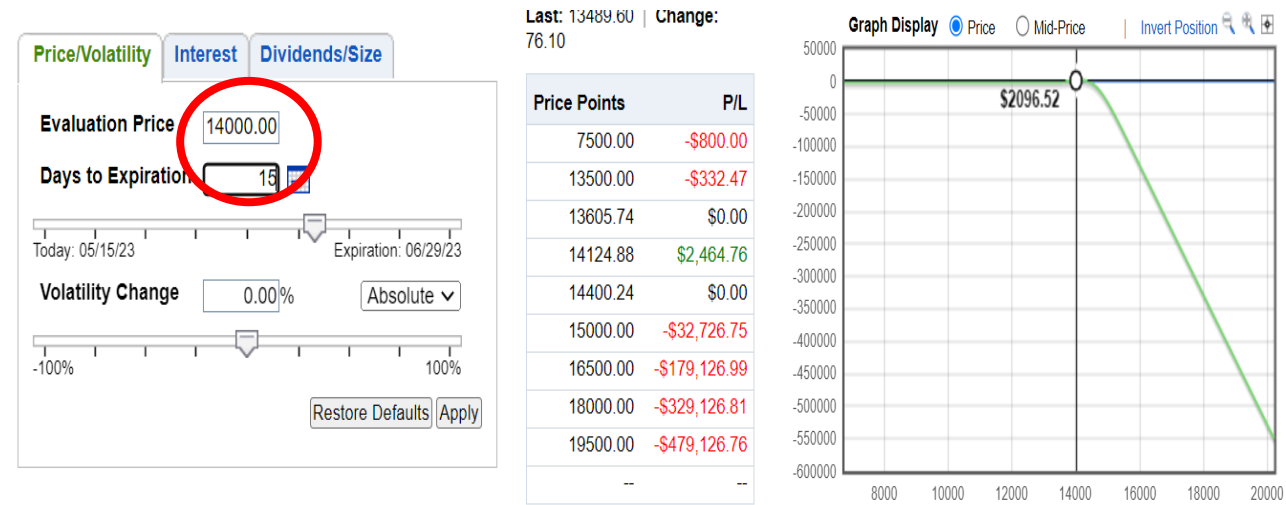 Price/Volatility Interest Dividends/Size
Evaluation Price 14000.00
Days to Expiration 15
Today: 05/15/23 Expiration: 06/29/23
Volatility Change 0.00 % Absolute
-100% 100%
Restore Defaults Apply
Last: 13489.60 | Change:
76.10
Price Points P/L
7500.00 -$800.00
13500.00 -$332.47
13605.74 $0.00
14124.88 $2,464.76
14400.24 $0.00
15000.00 -$32,726.75
16500.00 -$179,126.99
18000.00 -$329,126.81
19500.00 -$479,126.76
-- --
Graph Display Price Mid-Price | Invert Position
50000
0
$2096.52
-50000
-100000
-150000
-200000
-250000
-300000
-350000
-400000
-450000
-500000
-550000
-600000
8000 10000 12000 14000 16000 18000 20000